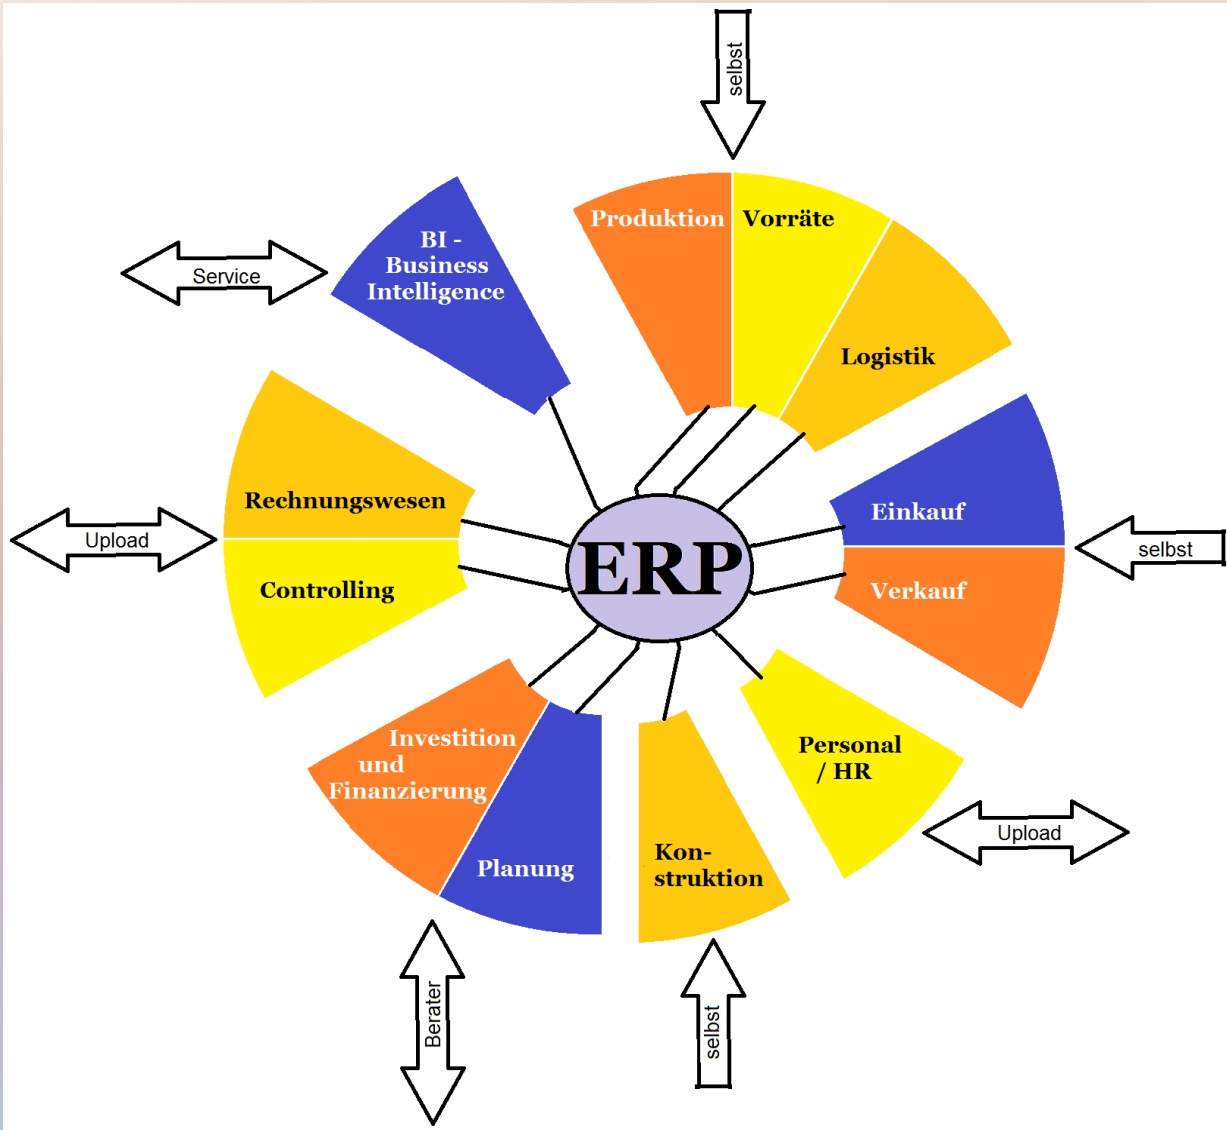 selbst
Produktion
Vorräte
BI -
Business
Intelligence
Service
Logistik
Rechnungswesen
Einkauf
Upload
ERP
selbst
Controlling
Verkauf
Investition
und
Finanzierung
Personal
/ HR
Upload
Planung
Kon-
struktion
Berater
selbst